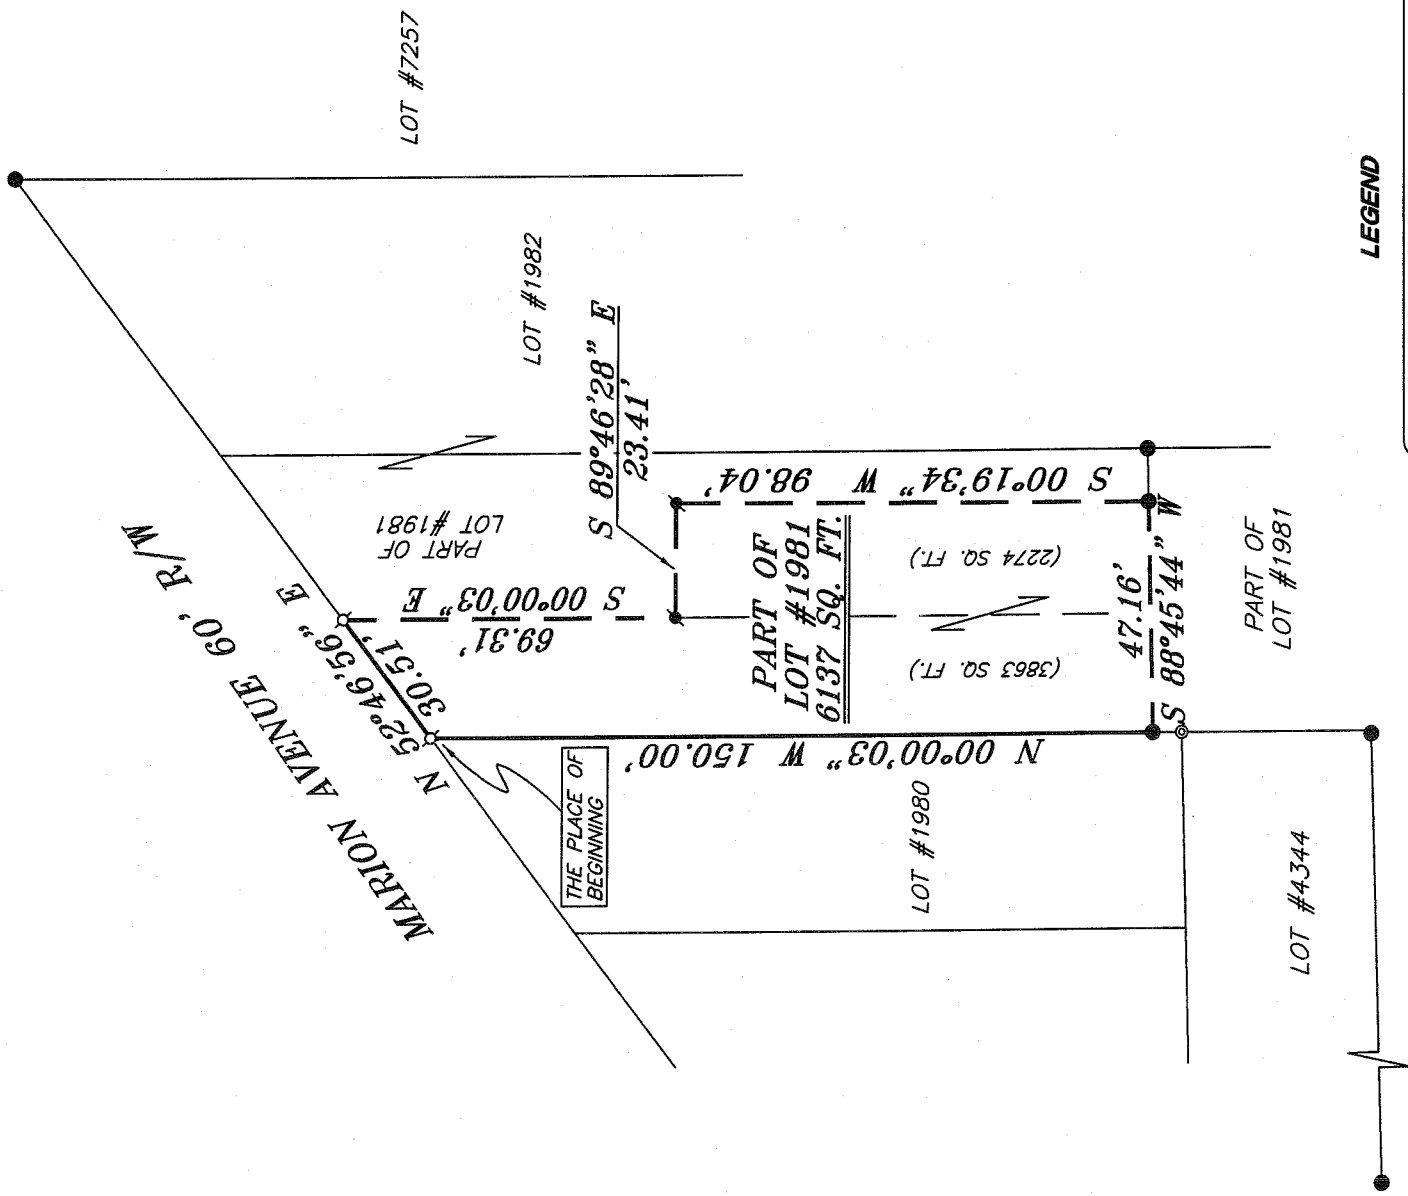 LOT #7257
LOT #1982
LEGEND
MARION AVENUE 60' R/W
N 52°46'56" E
30.51'
PART OF
LOT #1981
S 00°00'03" E
69.31'
S 89°46'28" E
23.41'
S 00°19'34" W 98.04'
PART OF
LOT #1981
6137 SQ. FT.
(2274 SQ. FT.)
(3863 SQ. FT.)
47.16'
S 88°45'44" W
N 00°00'03" W 150.00'
THE PLACE OF
BEGINNING
LOT #1980
PART OF
LOT #1981
LOT #4344